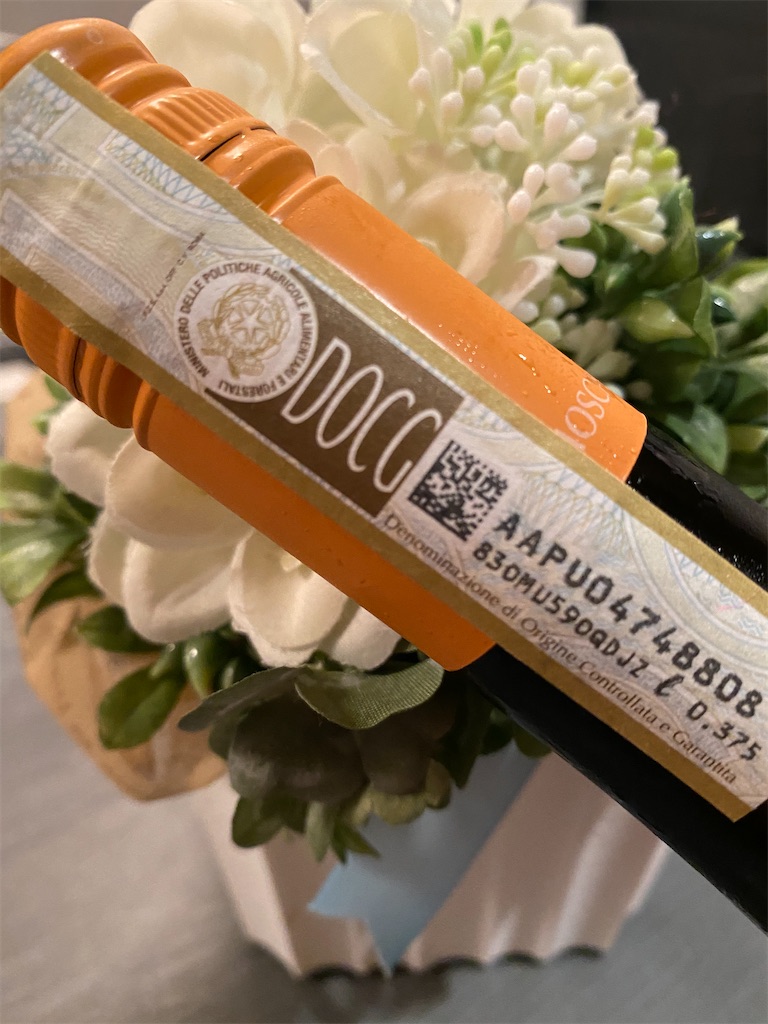 MINISTERO DELLE POLITICHE AGRICOLE ALIMENTARI E FORESTALI
DOCG
AAPU04748808
830MU590QDJZ ℓ 0.375
Denominazione di Origine Controllata e Garantita